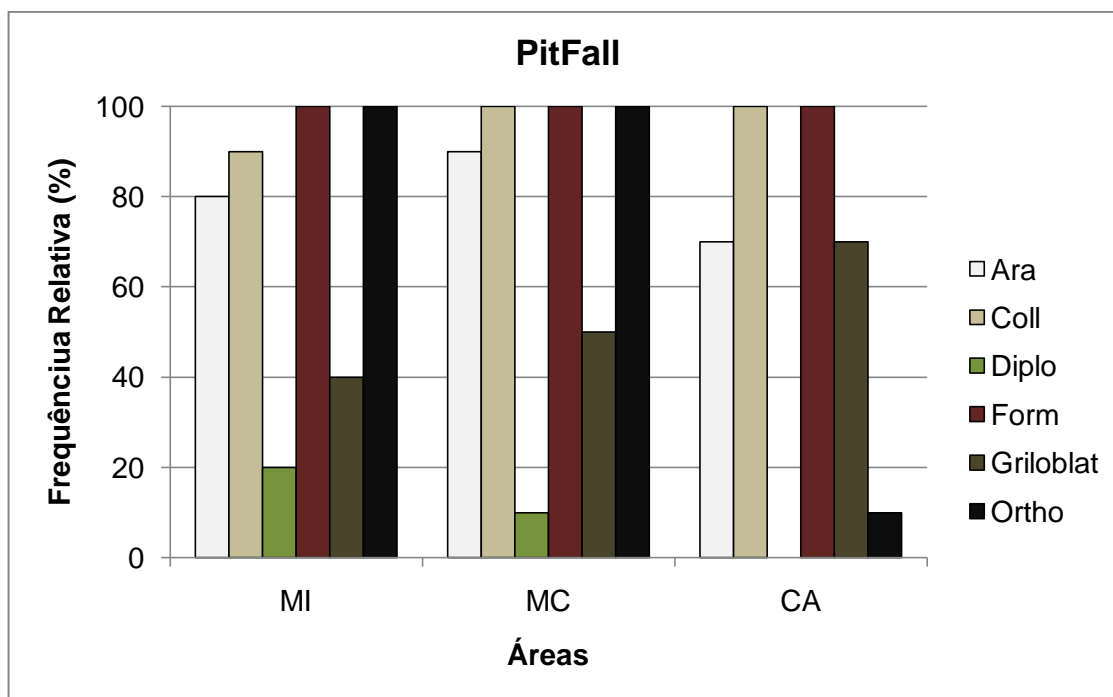 PitFall
Frequênciua Relativa (%)
100
80
60
40
20
0
MI
MC
CA
Áreas
Ara
Coll
Diplo
Form
Griloblat
Ortho